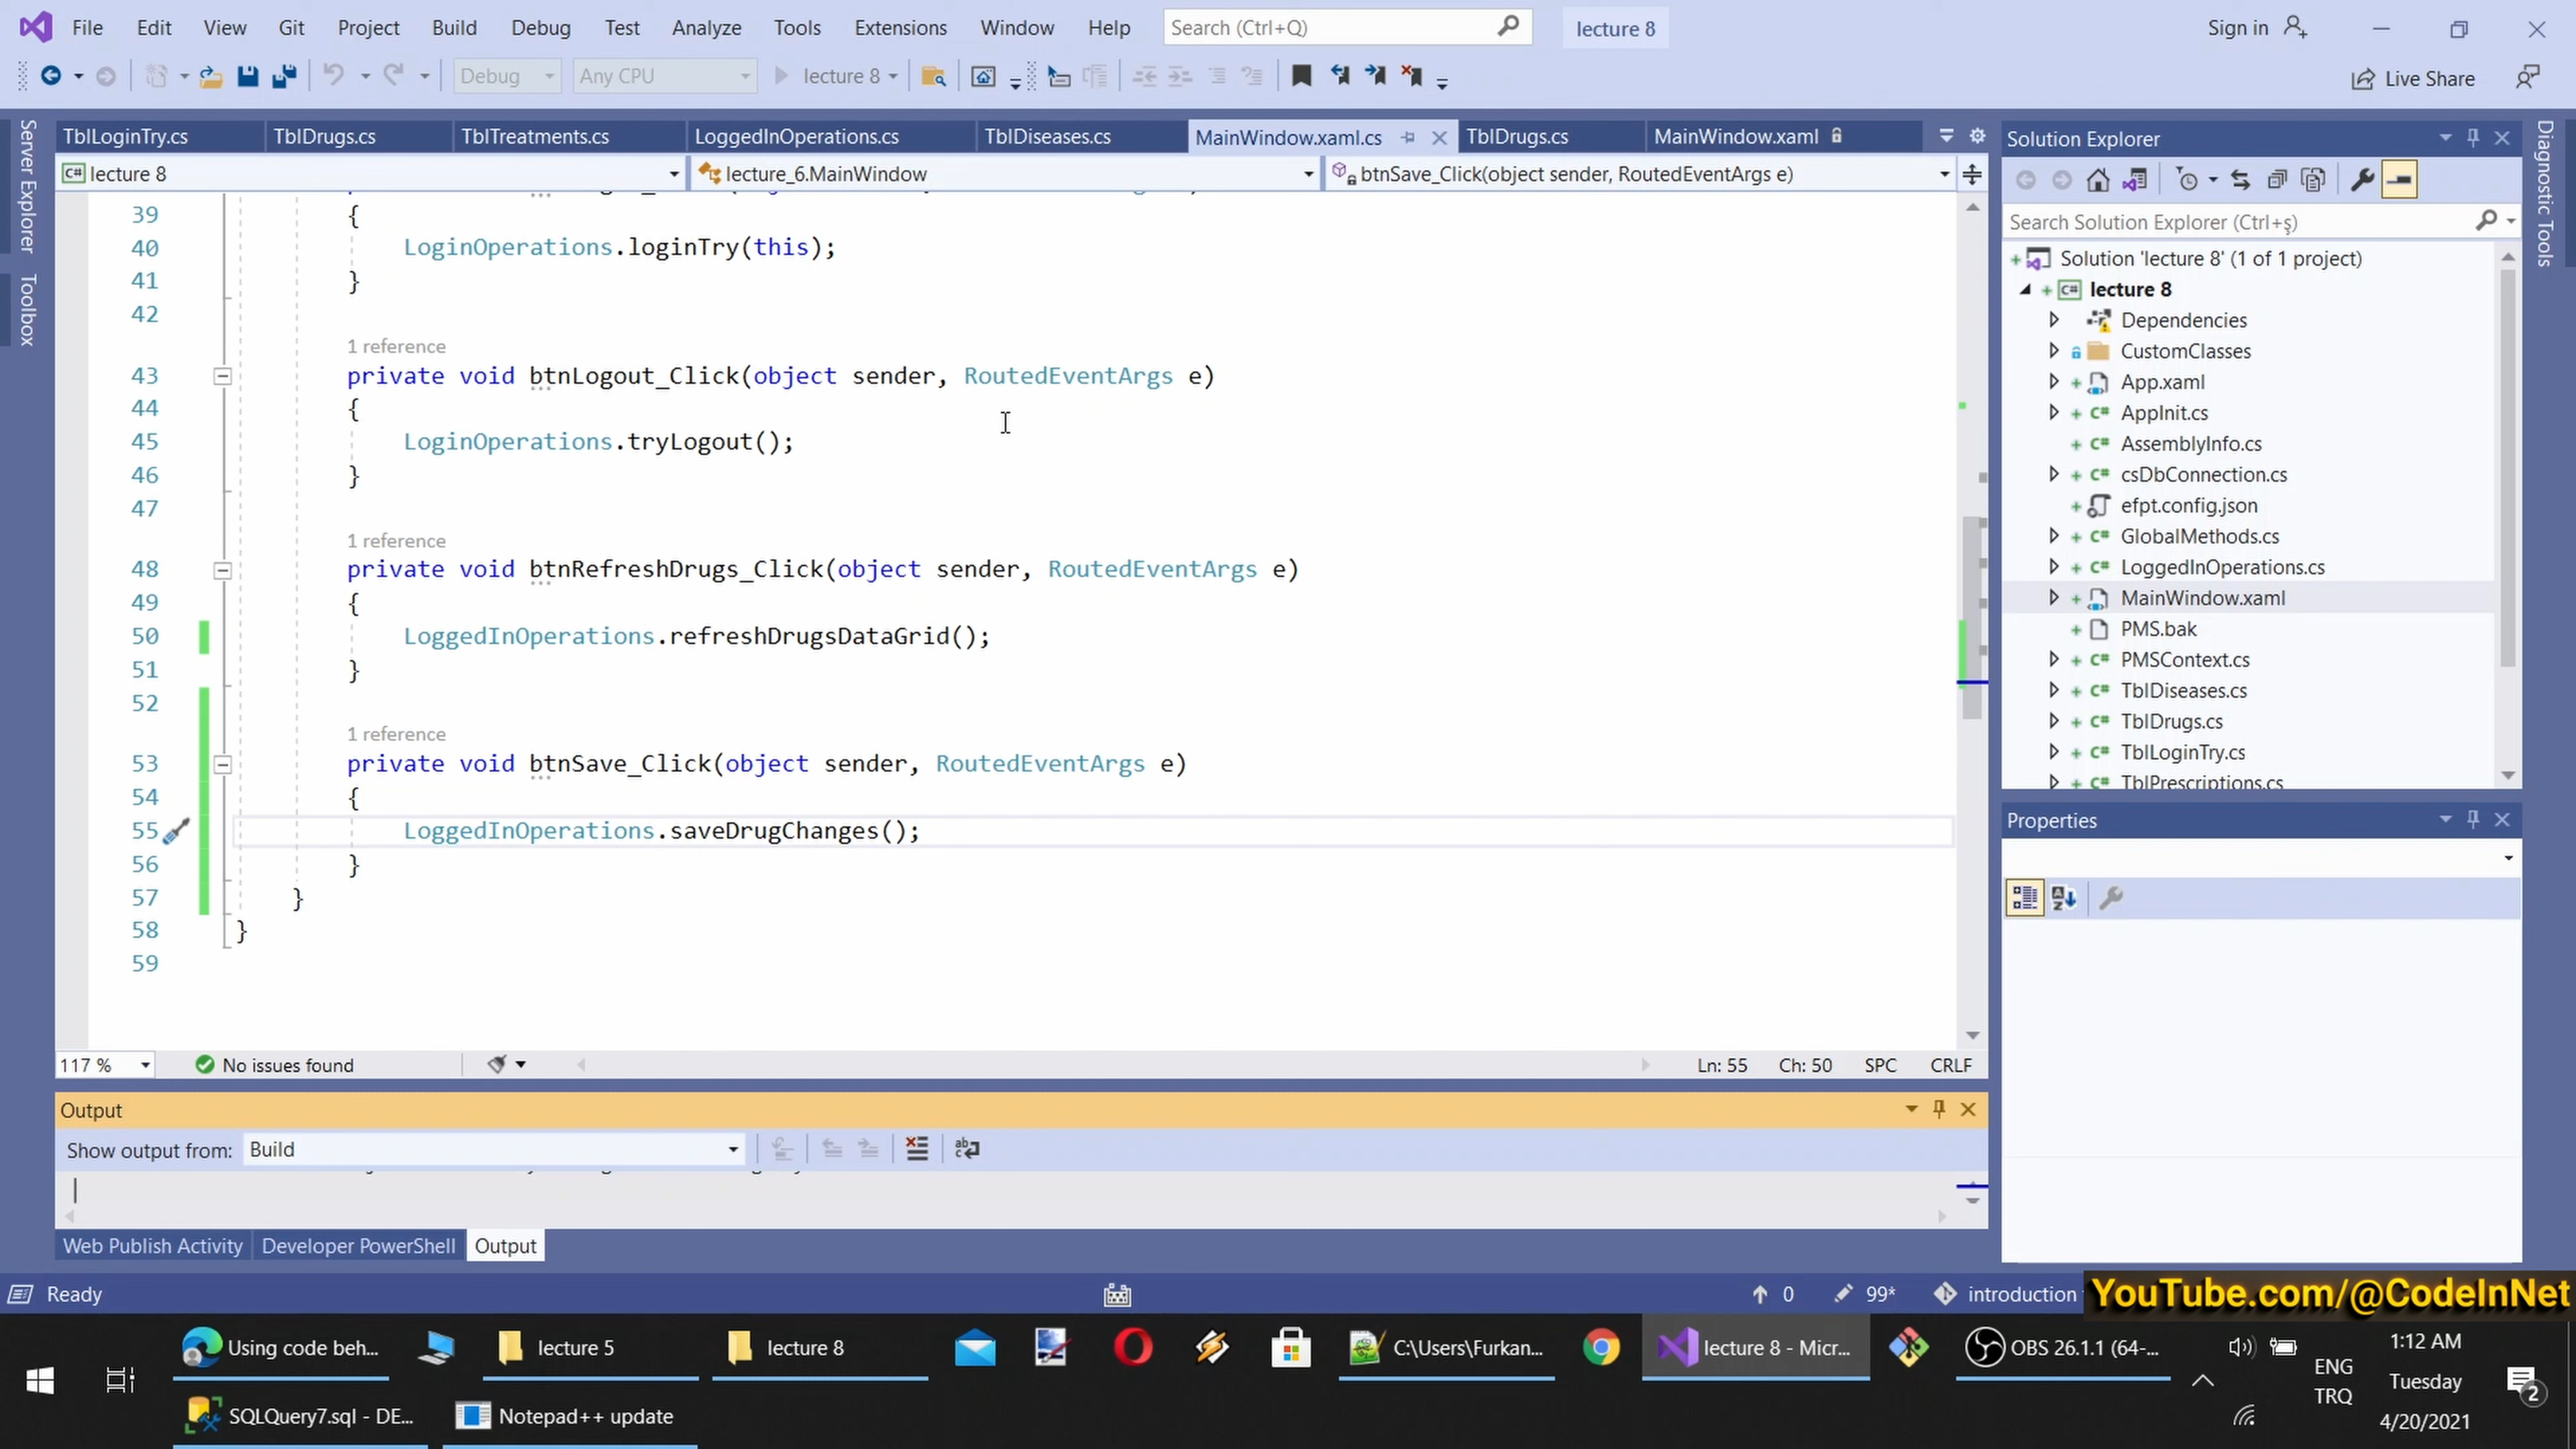 File Edit View Git Project Build Debug Test Analyze Tools Extensions Window Help Search (Ctrl+Q) lecture 8 Sign in
Debug Any CPU lecture 8 Live Share
TblLoginTry.cs TblDrugs.cs TblTreatments.cs LoggedInOperations.cs TblDiseases.cs MainWindow.xaml.cs TblDrugs.cs MainWindow.xaml
lecture 8 lecture_6.MainWindow btnSave_Click(object sender, RoutedEventArgs e)
Server Explorer
Toolbox
39 {
40 LoginOperations.loginTry(this);
41 }
42
1 reference
43 private void btnLogout_Click(object sender, RoutedEventArgs e)
44 {
45 LoginOperations.tryLogout();
46 }
47
1 reference
48 private void btnRefreshDrugs_Click(object sender, RoutedEventArgs e)
49 {
50 LoggedInOperations.refreshDrugsDataGrid();
51 }
52
1 reference
53 private void btnSave_Click(object sender, RoutedEventArgs e)
54 {
55 LoggedInOperations.saveDrugChanges();
56 }
57 }
58 }
59
117 % No issues found Ln: 55 Ch: 50 SPC CRLF
Output
Show output from: Build
Web Publish Activity Developer PowerShell Output
Solution Explorer
Search Solution Explorer (Ctrl+ş)
Solution 'lecture 8' (1 of 1 project)
lecture 8
Dependencies
CustomClasses
App.xaml
AppInit.cs
AssemblyInfo.cs
csDbConnection.cs
efpt.config.json
GlobalMethods.cs
LoggedInOperations.cs
MainWindow.xaml
PMS.bak
PMSContext.cs
TblDiseases.cs
TblDrugs.cs
TblLoginTry.cs
TblPrescriptions.cs
Properties
Diagnostic Tools
Ready 0 99* introduction
YouTube.com/@CodeInNet
Using code beh... lecture 5 lecture 8 C:\Users\Furkan... lecture 8 - Micr... OBS 26.1.1 (64-...
SQLQuery7.sql - DE... Notepad++ update
ENG
TRQ
1:12 AM
Tuesday
4/20/2021
2